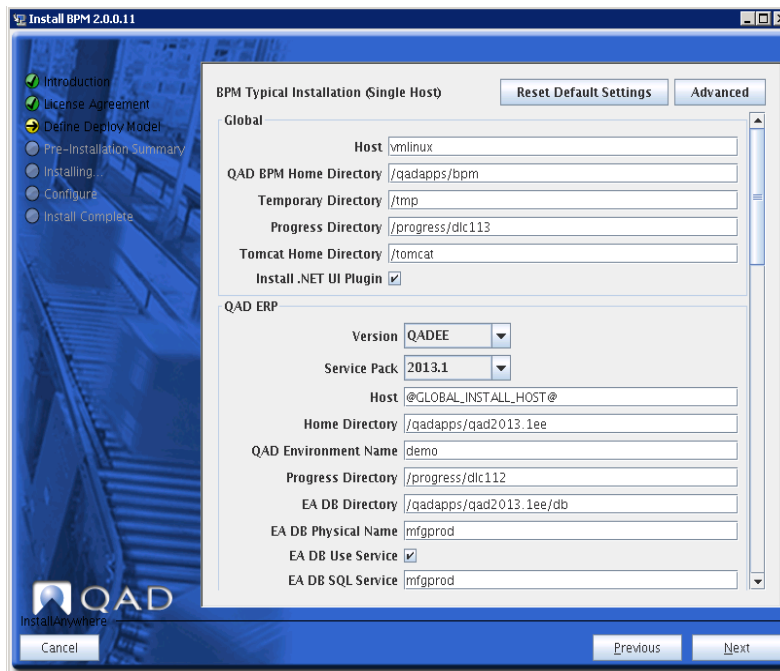 Install BPM 2.0.0.11
Introduction
License Agreement
Define Deploy Model
Pre-Installation Summary
Installing...
Configure
Install Complete
BPM Typical Installation (Single Host)
Reset Default Settings
Advanced
Global
Host vmlinux
QAD BPM Home Directory /qadapps/bpm
Temporary Directory /tmp
Progress Directory /progress/dlc113
Tomcat Home Directory /tomcat
Install .NET UI Plugin
QAD ERP
Version QADEE
Service Pack 2013.1
Host @GLOBAL_INSTALL_HOST@
Home Directory /qadapps/qad2013.1ee
QAD Environment Name demo
Progress Directory /progress/dlc112
EA DB Directory /qadapps/qad2013.1ee/db
EA DB Physical Name mfgprod
EA DB Use Service
EA DB SQL Service mfgprod
QAD
InstallAnywhere
Cancel
Previous
Next